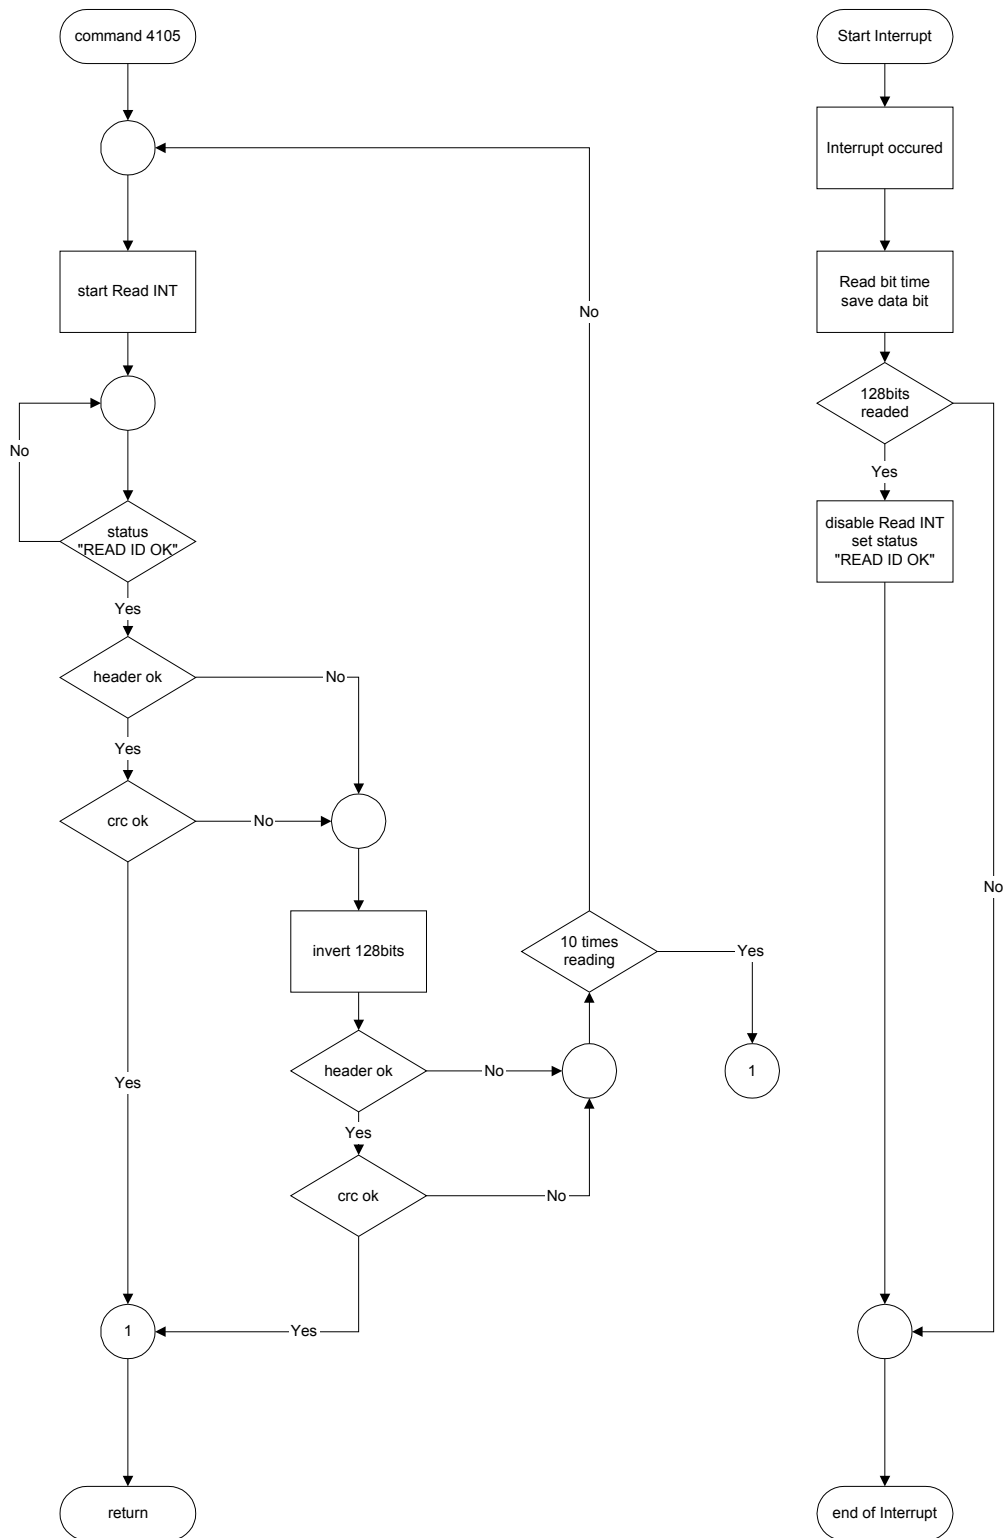 command 4105
Start Interrupt
Interrupt occured
start Read INT
Read bit time
save data bit
No
128bits
readed
No
Yes
status
"READ ID OK"
disable Read INT
set status
"READ ID OK"
Yes
header ok
No
Yes
crc ok
No
No
invert 128bits
10 times
reading
Yes
header ok
No
1
Yes
Yes
crc ok
No
1
Yes
return
end of Interrupt